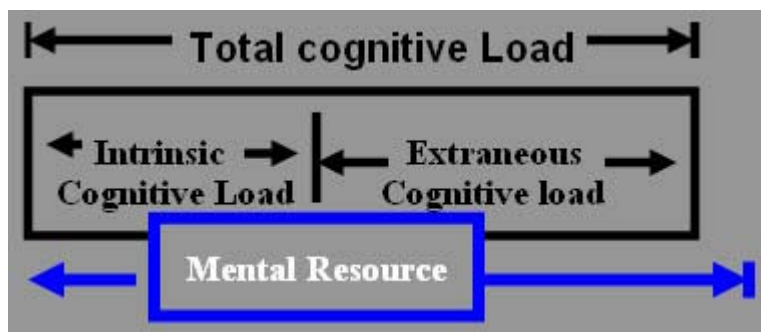 Total cognitive Load
Intrinsic
Cognitive Load
Extraneous
Cognitive load
Mental Resource